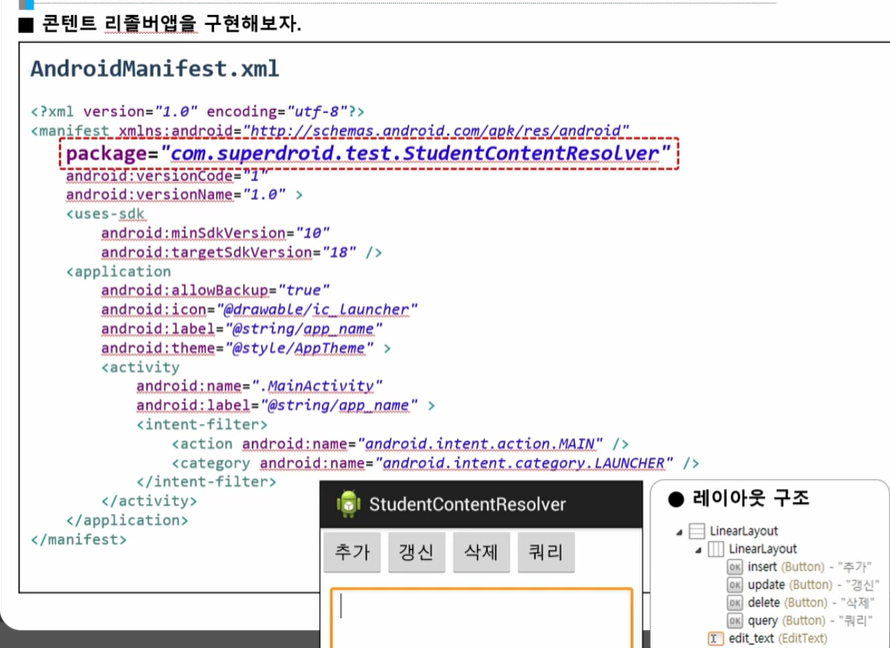 ■ 콘텐트 리졸버앱을 구현해보자.
AndroidManifest.xml
<?xml version="1.0" encoding="utf-8"?>
<manifest xmlns:android="http://schemas.android.com/apk/res/android"
package="com.superdroid.test.StudentContentResolver"
android:versionCode="1"
android:versionName="1.0" >
<uses-sdk
android:minSdkVersion="10"
android:targetSdkVersion="18" />
<application
android:allowBackup="true"
android:icon="@drawable/ic_launcher"
android:label="@string/app_name"
android:theme="@style/AppTheme" >
<activity
android:name=".MainActivity"
android:label="@string/app_name" >
<intent-filter>
<action android:name="android.intent.action.MAIN" />
<category android:name="android.intent.category.LAUNCHER" />
</intent-filter>
</activity>
</application>
</manifest>
StudentContentResolver
추가 갱신 삭제 쿼리
● 레이아웃 구조
LinearLayout
LinearLayout
OK insert (Button) - "추가"
OK update (Button) - "갱신"
OK delete (Button) - "삭제"
OK query (Button) - "쿼리"
I edit_text (EditText)